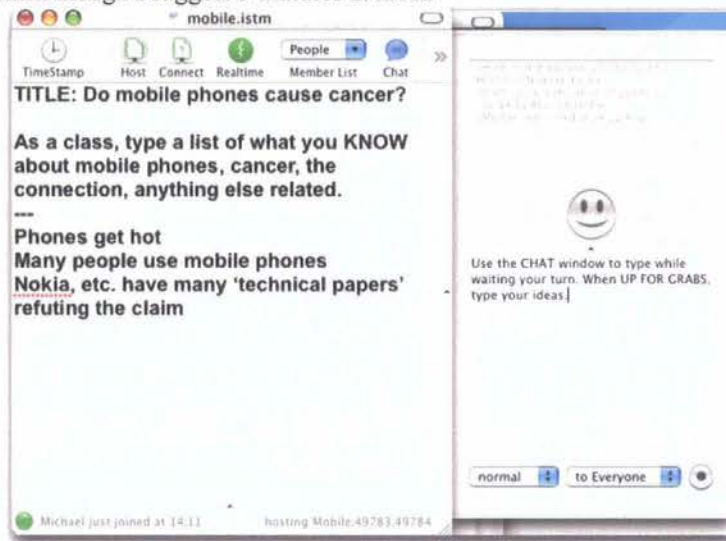 mobile.istm
People
TimeStamp Host Connect Realtime Member List Chat
TITLE: Do mobile phones cause cancer?
As a class, type a list of what you KNOW
about mobile phones, cancer, the
connection, anything else related.
---
Phones get hot
Many people use mobile phones
Nokia, etc. have many ‘technical papers’
refuting the claim
Michael just joined at 14:11 hosting Mobile:49783,49784
Use the CHAT window to type while
waiting your turn. When UP FOR GRABS,
type your ideas.
normal to Everyone